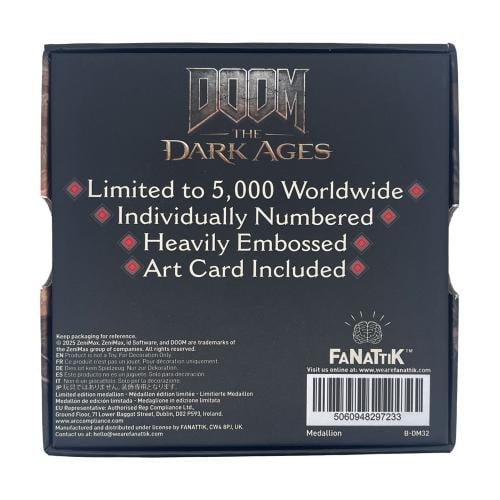 DOOM
THE
DARK AGES
Limited to 5,000 Worldwide
Individually Numbered
Heavily Embossed
Art Card Included
Keep packaging for reference.
© 2025 ZeniMax. ZeniMax, id Software, and DOOM are trademarks of
the ZeniMax group of companies. All rights reserved.
EN Product is not a Toy. For Decoration Only.
FR Ce produit n'est pas un jouet. Pour décoration uniquement.
DE Dies ist kein Spielzeug. Nur zur Dekoration.
ES Este producto no es un juguete. Solo para decoración.
IT Non è un giocattolo. Solo per la decorazione.
JP 玩具ではありません。装飾専用となります。
Limited edition medallion - Médaillon édition limitée - Limitierte Medaillon
Medalla de edición limitada - Medaglione in edizione limitata
EU Representative: Authorised Rep Compliance Ltd.,
Ground Floor, 71 Lower Baggot Street, Dublin, D02 P593, Ireland.
www.arccompliance.com
Manufactured and distributed under license by FANATTIK, CW6 8PJ, UK.
Contact us at: hello@wearefanattik.com
FANATTIK™
Visit us online at: www.wearefanattik.com
5060948297233
Medallion B-DM32